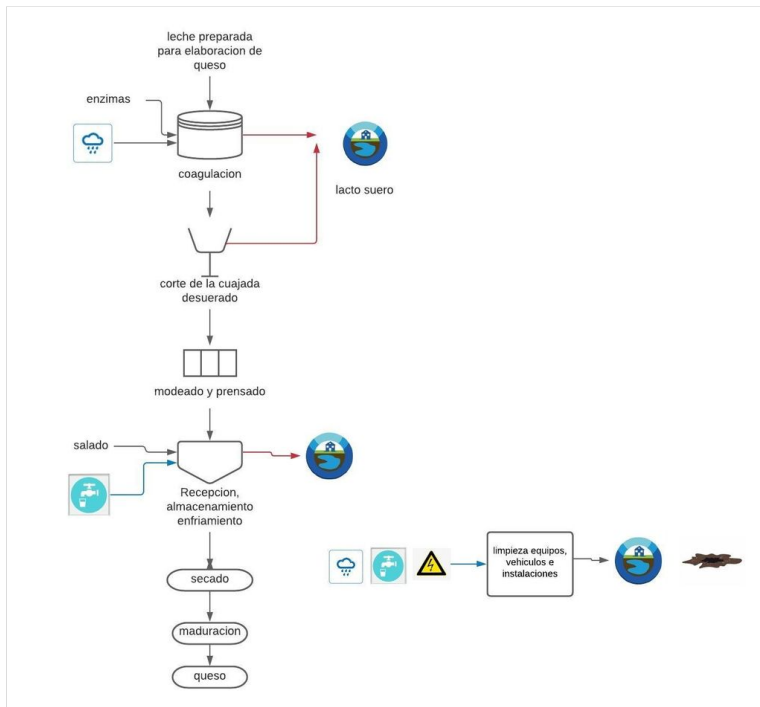 leche preparada
para elaboracion de
queso
enzimas
coagulacion
lacto suero
corte de la cuajada
desuerado
modeado y prensado
salado
Recepcion,
almacenamiento
enfriamiento
secado
limpieza equipos,
vehiculos e
instalaciones
maduracion
queso